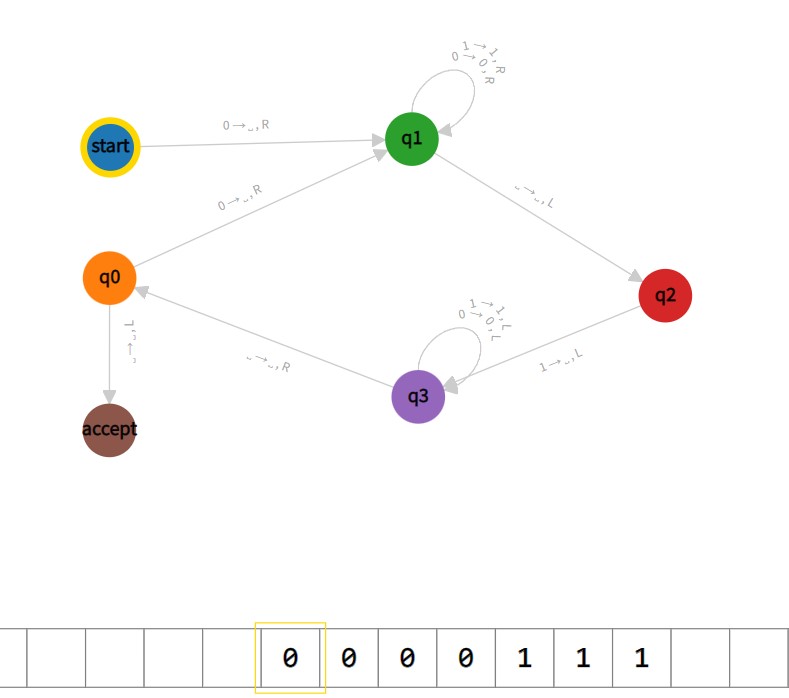 1→1,R
0→0,R
start
0→␣,R
q1
0→␣,R
␣→␣,L
q0
q2
1→1,L
0→0,L
␣→␣,L
␣→␣,R
1→␣,L
q3
accept
0 0 0 0 1 1 1